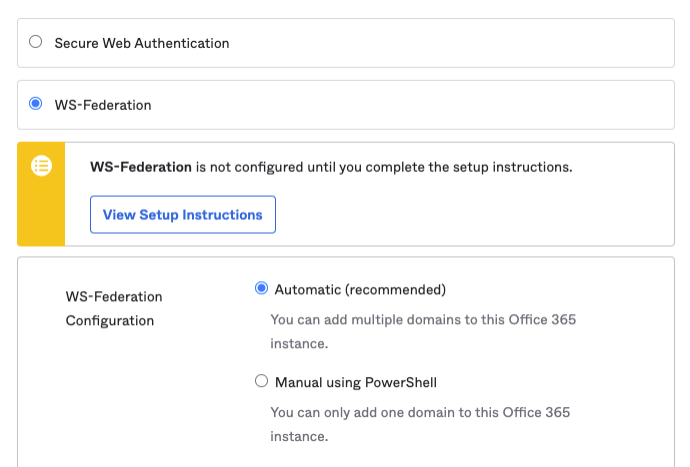 Secure Web Authentication
WS-Federation
WS-Federation is not configured until you complete the setup instructions.
View Setup Instructions
WS-Federation
Configuration
Automatic (recommended)
You can add multiple domains to this Office 365
instance.
Manual using PowerShell
You can only add one domain to this Office 365
instance.